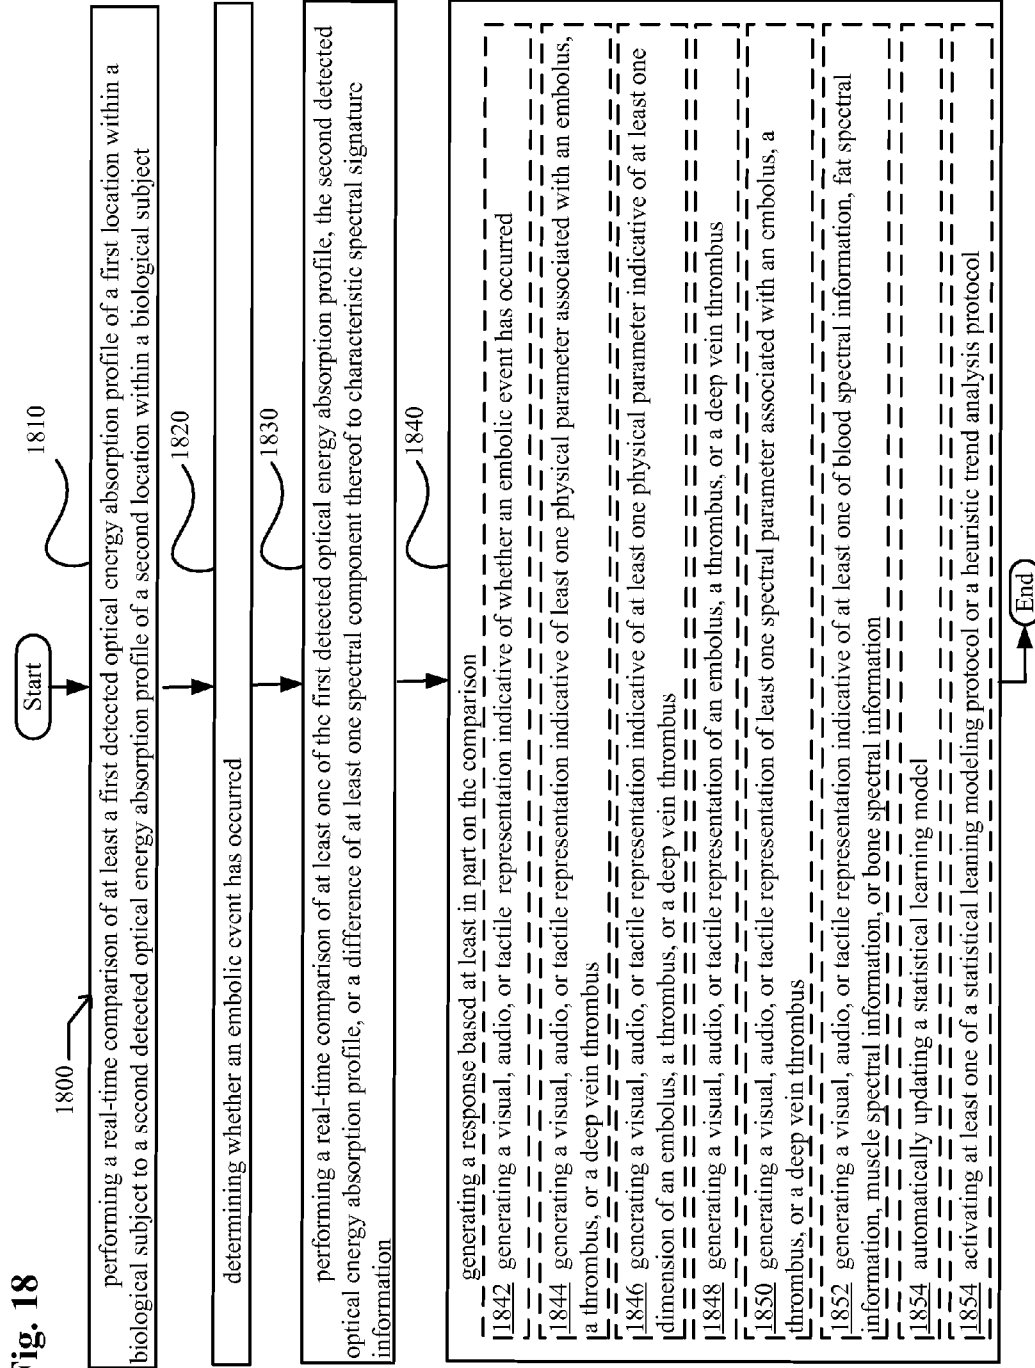 Fig. 18
1800
Start
1810
performing a real-time comparison of at least a first detected optical energy absorption profile of a first location within a
biological subject to a second detected optical energy absorption profile of a second location within a biological subject
1820
determining whether an embolic event has occurred
1830
performing a real-time comparison of at least one of the first detected optical energy absorption profile, the second detected
optical energy absorption profile, or a difference of at least one spectral component thereof to characteristic spectral signature
information
1840
generating a response based at least in part on the comparison
1842 generating a visual, audio, or tactile representation indicative of whether an embolic event has occurred
1844 generating a visual, audio, or tactile representation indicative of least one physical parameter associated with an embolus,
a thrombus, or a deep vein thrombus
1846 generating a visual, audio, or tactile representation indicative of at least one physical parameter indicative of at least one
dimension of an embolus, a thrombus, or a deep vein thrombus
1848 generating a visual, audio, or tactile representation of an embolus, a thrombus, or a deep vein thrombus
1850 generating a visual, audio, or tactile representation of least one spectral parameter associated with an embolus, a
thrombus, or a deep vein thrombus
1852 generating a visual, audio, or tactile representation indicative of at least one of blood spectral information, fat spectral
information, muscle spectral information, or bone spectral information
1854 automatically updating a statistical learning model
1854 activating at least one of a statistical leaning modeling protocol or a heuristic trend analysis protocol
End